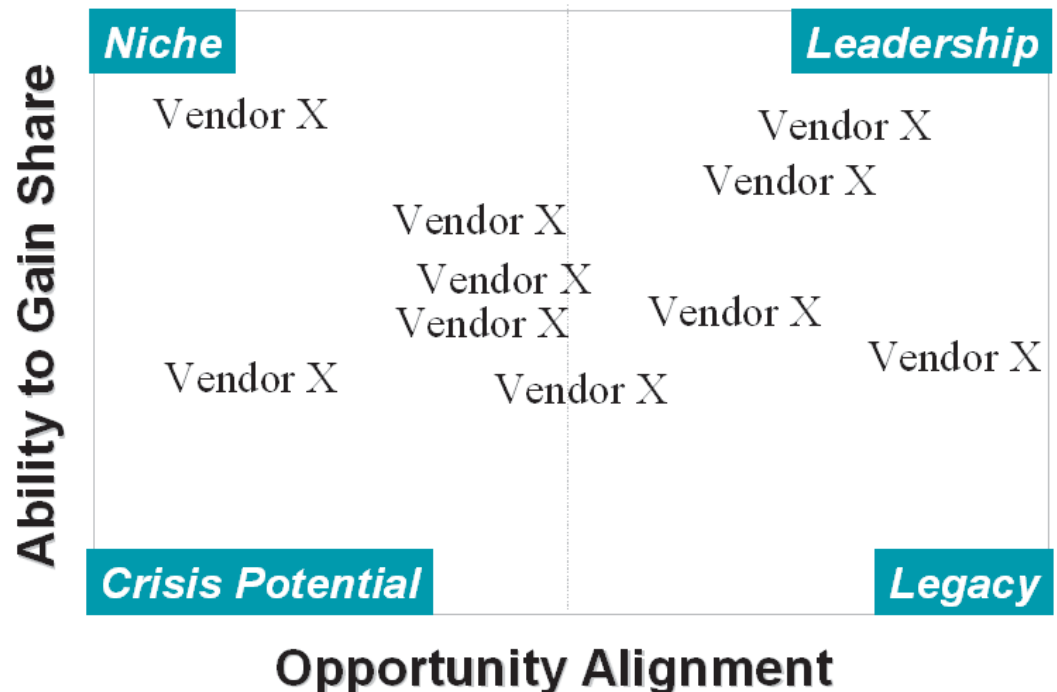 Niche
Leadership
Vendor X
Vendor X
Vendor X
Vendor X
Vendor X
Vendor X
Vendor X
Vendor X
Vendor X
Vendor X
Crisis Potential
Legacy
Ability to Gain Share
Opportunity Alignment